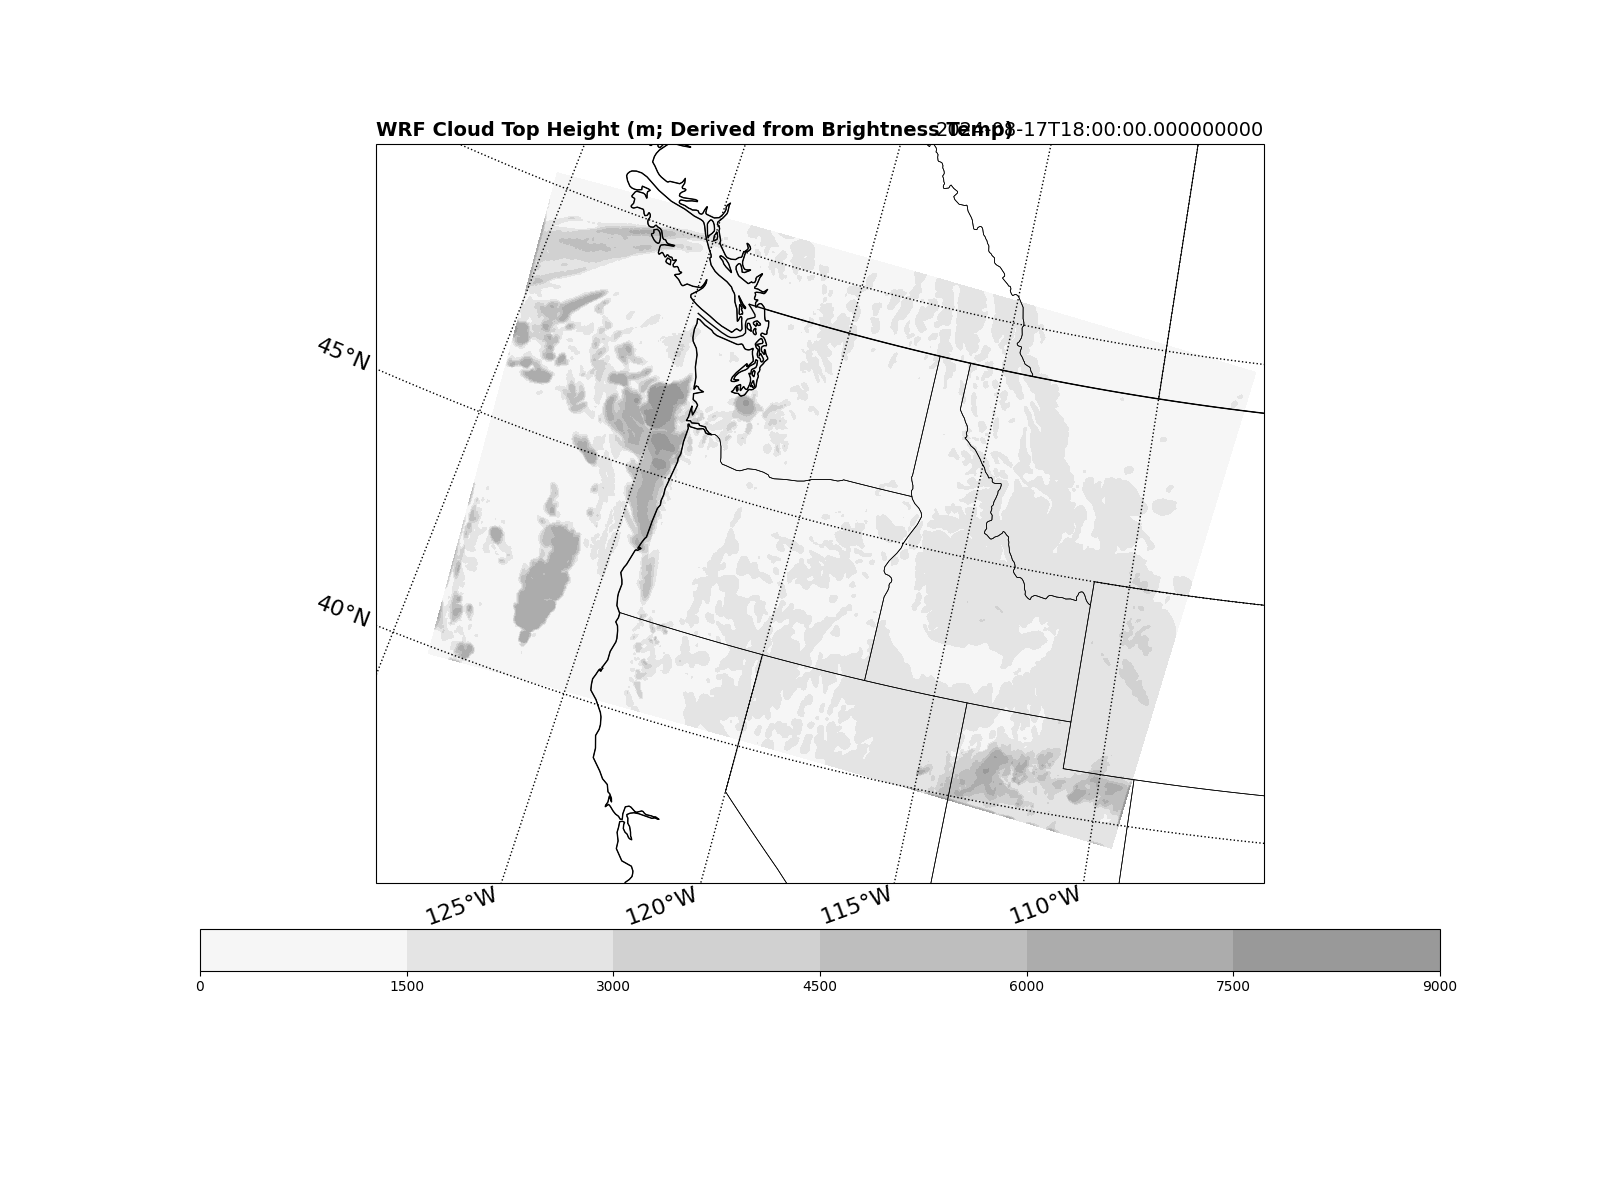 WRF Cloud Top Height (m; Derived from Brightness Temp) 2024-08-17T18:00:00.000000000
45°N
40°N
125°W 120°W 115°W 110°W
0 1500 3000 4500 6000 7500 9000